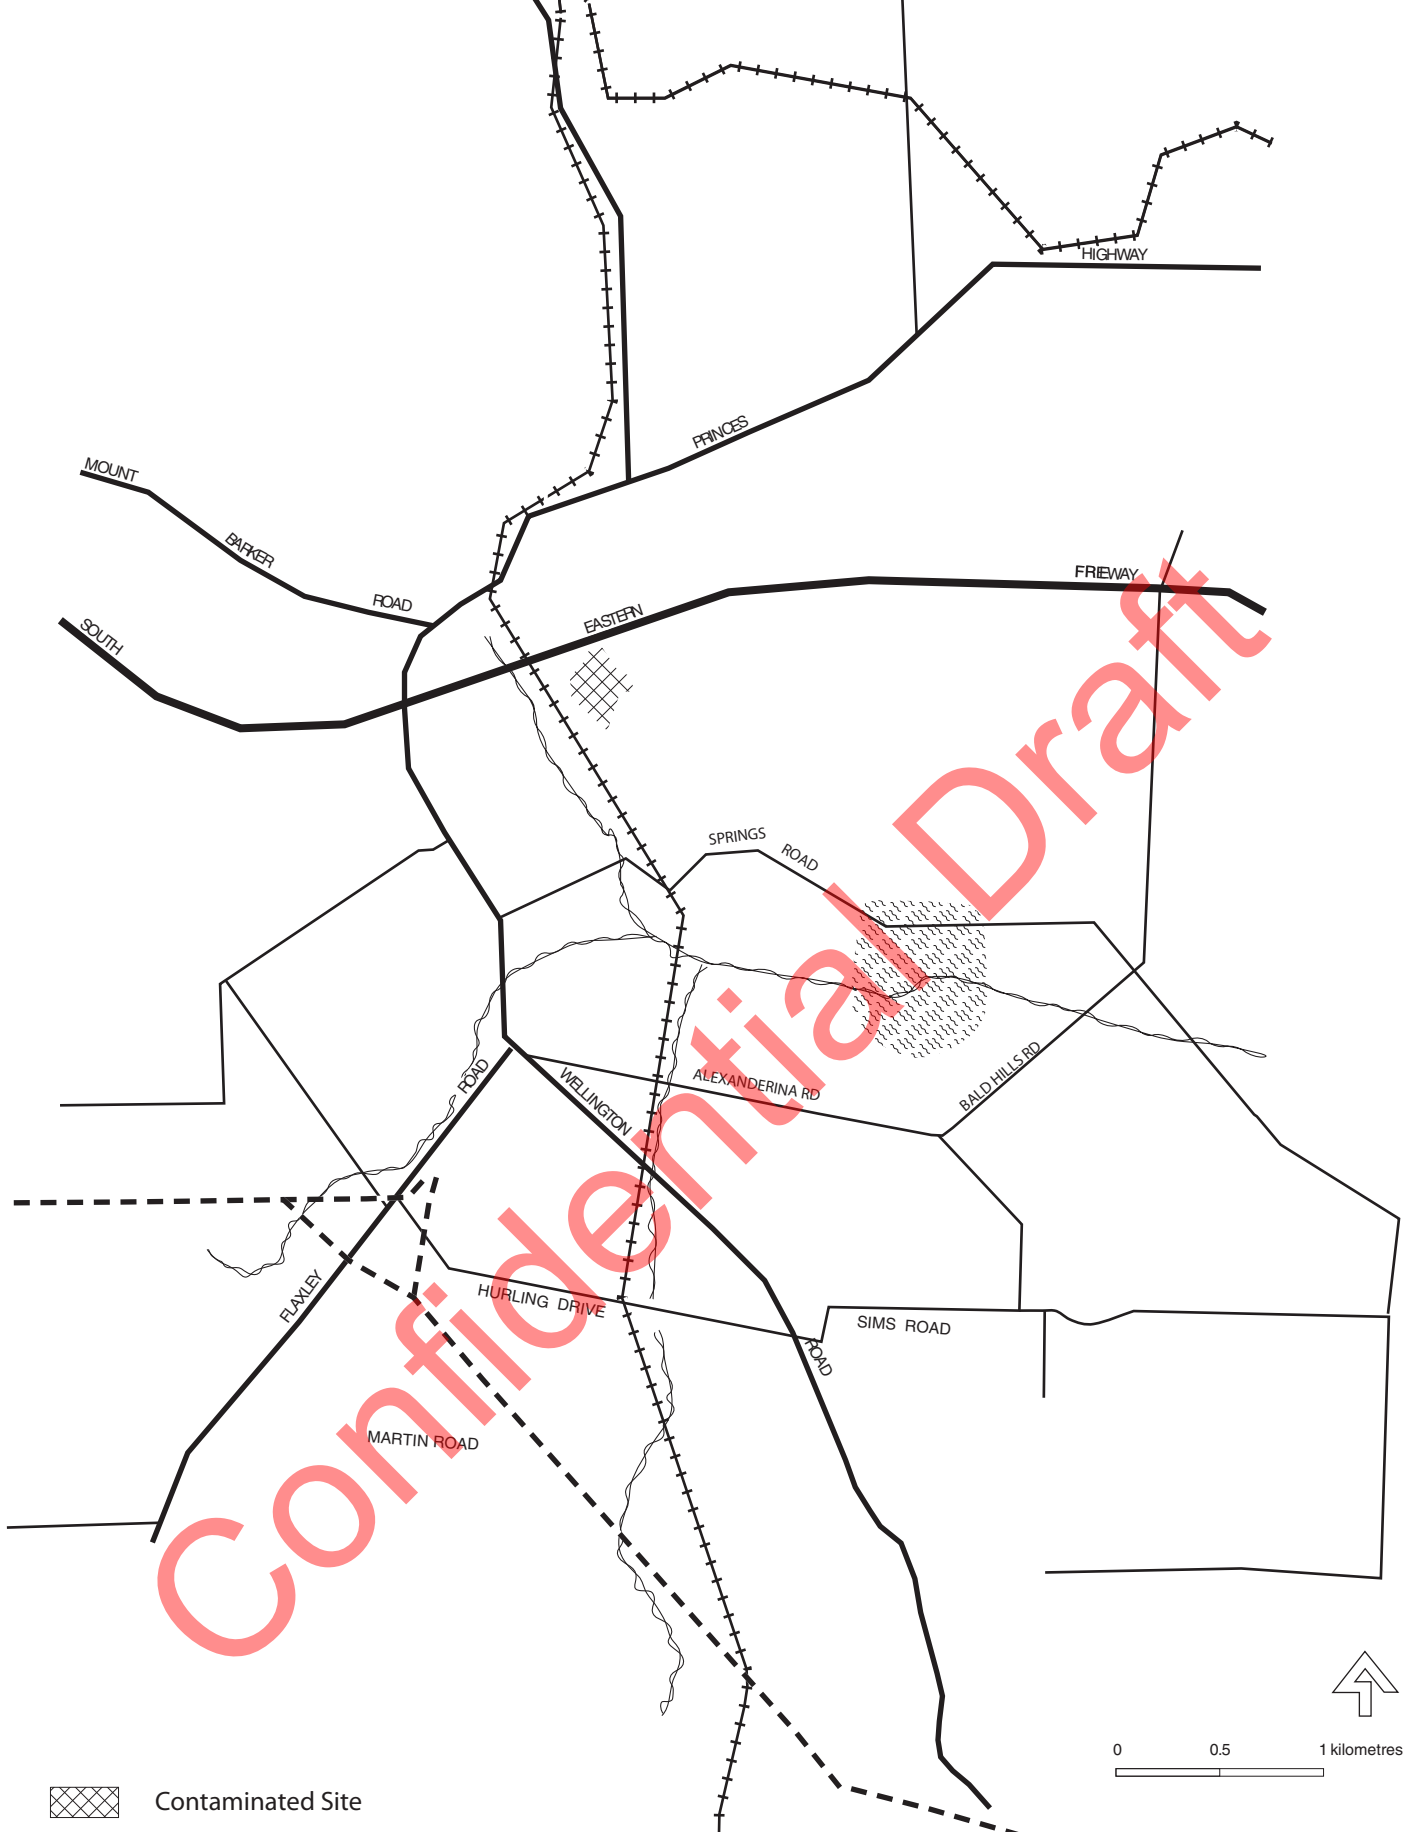 HIGHWAY
PRINCES
MOUNT
BARKER
ROAD
FREEWAY
EASTERN
SOUTH
SPRINGS
ROAD
BALD HILLS RD
ALEXANDERINA RD
ROAD
WELLINGTON
FLAXLEY
HURLING DRIVE
SIMS ROAD
ROAD
MARTIN ROAD
Confidential Draft
0 0.5 1 kilometres
Contaminated Site